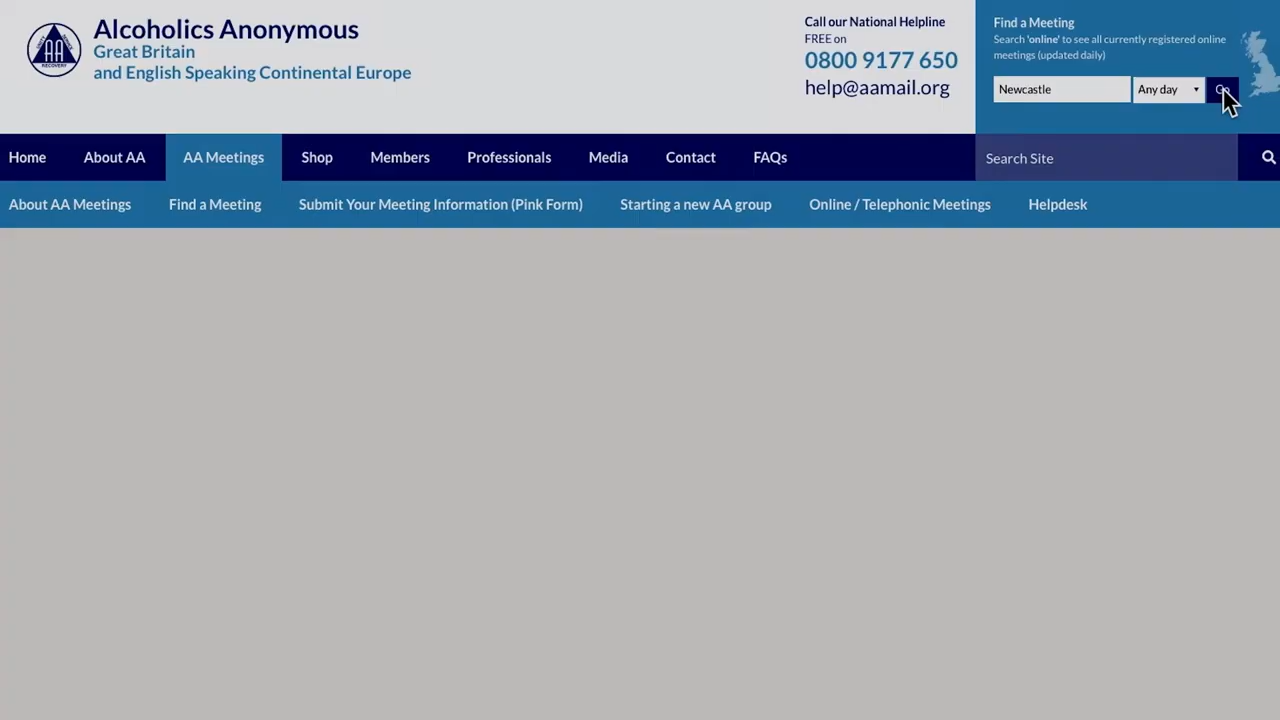 Alcoholics Anonymous
Great Britain
and English Speaking Continental Europe
AA
RECOVERY
Call our National Helpline
FREE on
0800 9177 650
help@aamail.org
Find a Meeting
Search 'online' to see all currently registered online
meetings (updated daily)
Newcastle Any day Go
Home About AA AA Meetings Shop Members Professionals Media Contact FAQs Search Site
About AA Meetings Find a Meeting Submit Your Meeting Information (Pink Form) Starting a new AA group Online / Telephonic Meetings Helpdesk